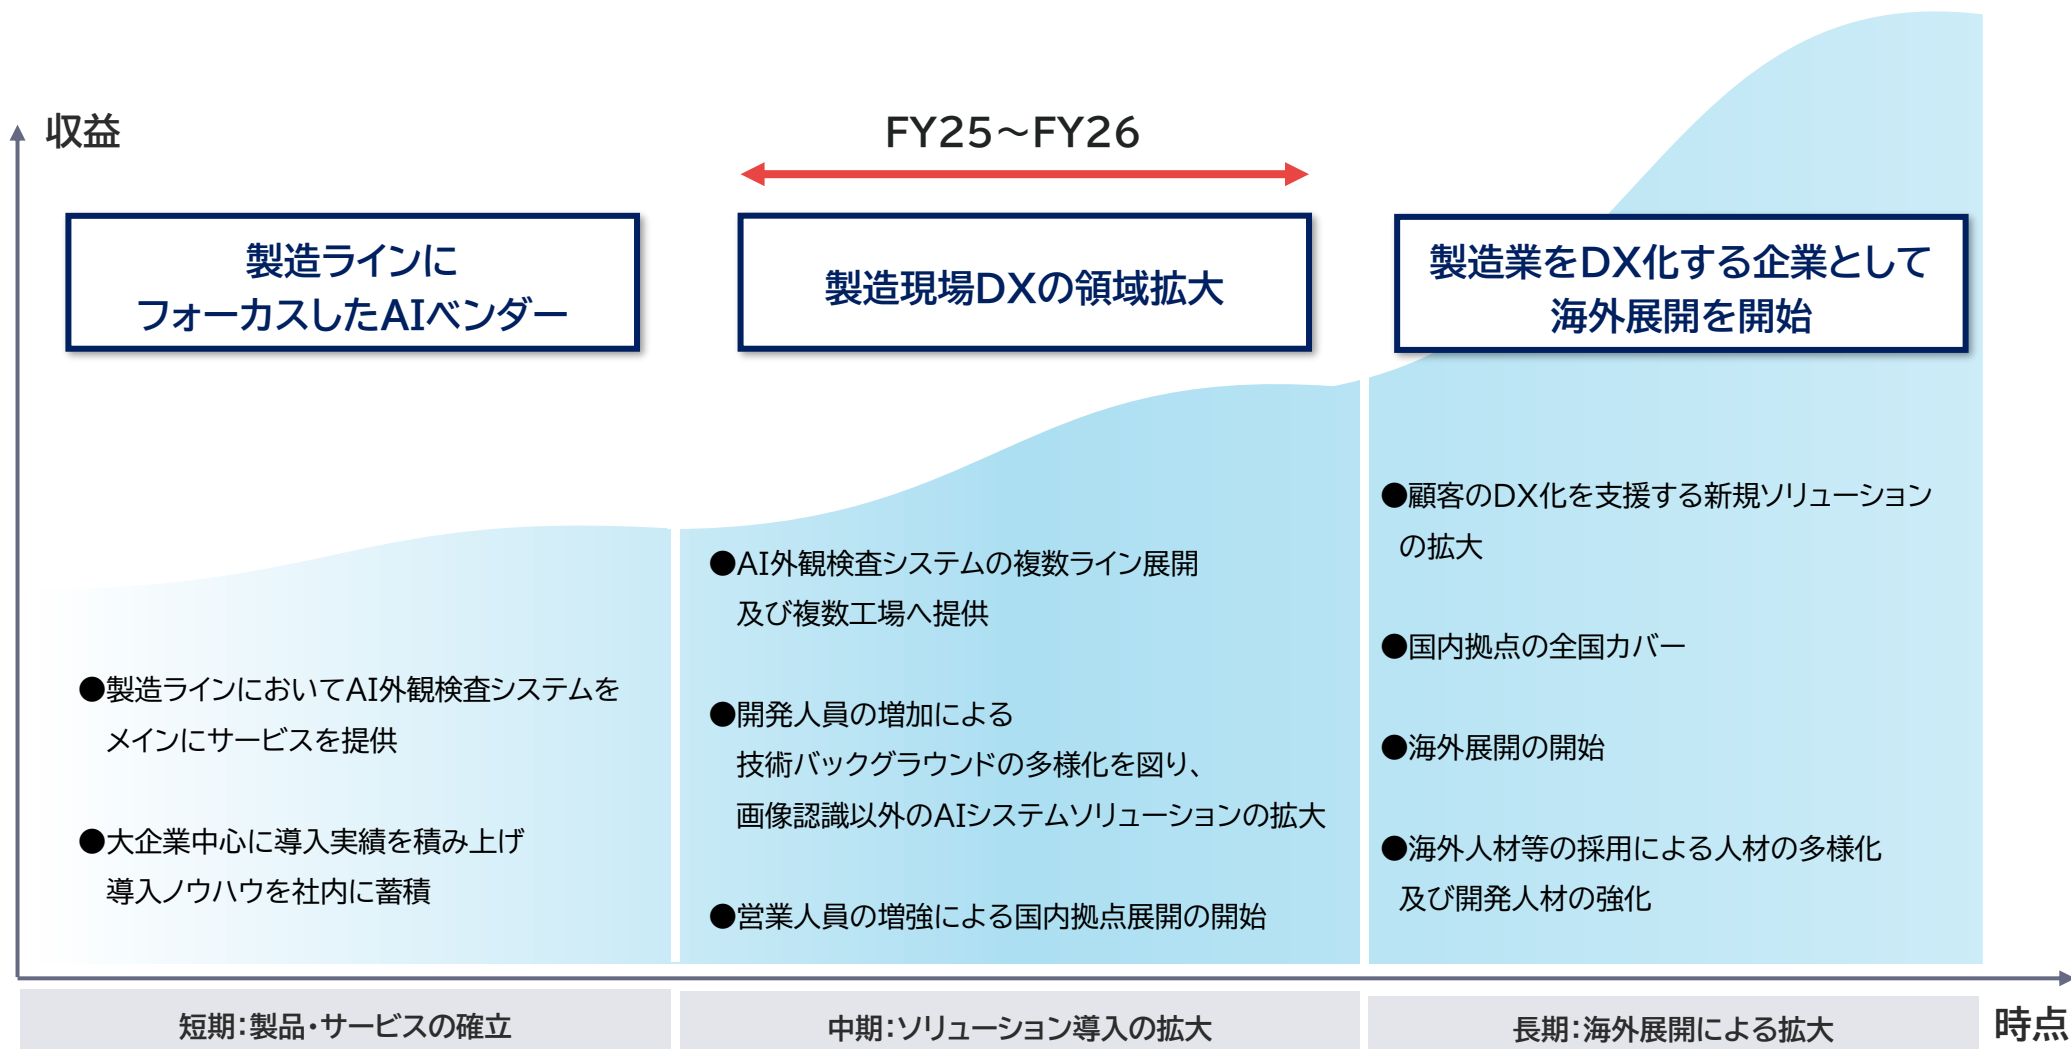 収益
FY25～FY26
製造ラインに
フォーカスしたAIベンダー
製造現場DXの領域拡大
製造業をDX化する企業として
海外展開を開始
●製造ラインにおいてAI外観検査システムを
メインにサービスを提供
●大企業中心に導入実績を積み上げ
導入ノウハウを社内に蓄積
●AI外観検査システムの複数ライン展開
及び複数工場へ提供
●開発人員の増加による
技術バックグラウンドの多様化を図り、
画像認識以外のAIシステムソリューションの拡大
●営業人員の増強による国内拠点展開の開始
●顧客のDX化を支援する新規ソリューション
の拡大
●国内拠点の全国カバー
●海外展開の開始
●海外人材等の採用による人材の多様化
及び開発人材の強化
短期：製品・サービスの確立
中期：ソリューション導入の拡大
長期：海外展開による拡大
時点